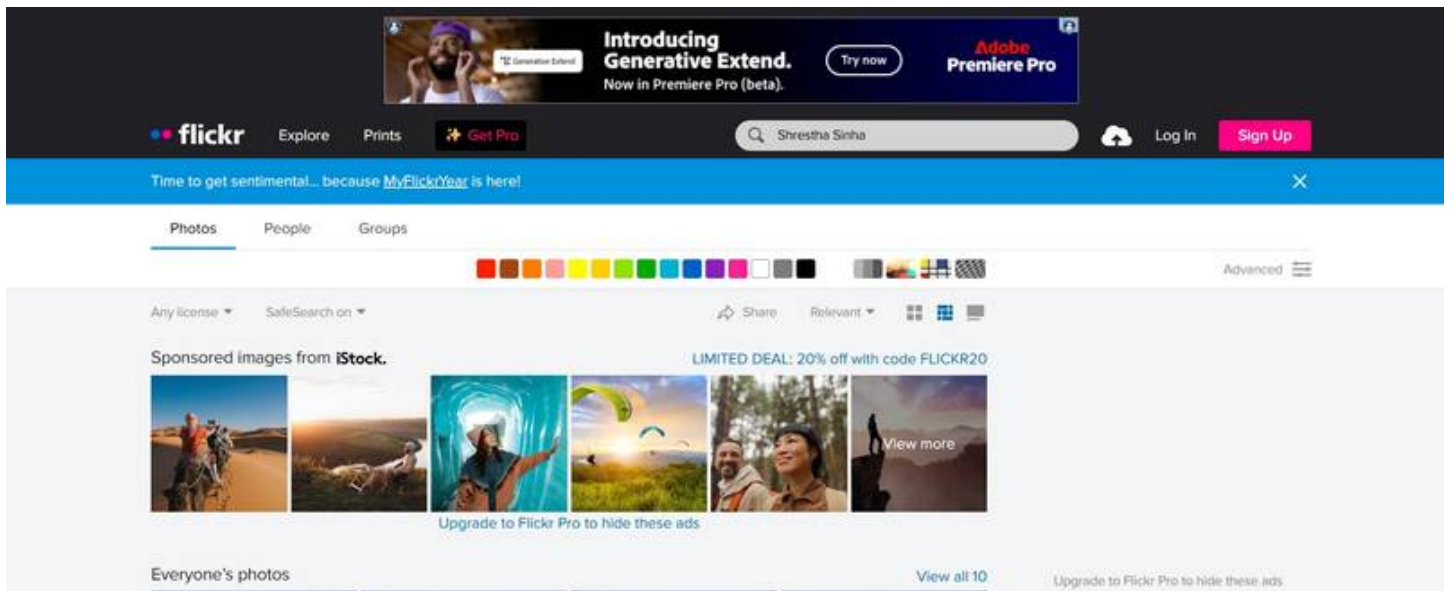 Introducing
Generative Extend.
Now in Premiere Pro (beta).
Generative Extend
Try now
Adobe
Premiere Pro
flickr
Explore
Prints
Get Pro
Shrestha Sinha
Log In
Sign Up
Time to get sentimental... because MyFlickrYear is here!
Photos
People
Groups
Advanced
Any license
SafeSearch on
Share
Relevant
Sponsored images from iStock.
LIMITED DEAL: 20% off with code FLICKR20
View more
Upgrade to Flickr Pro to hide these ads
Everyone's photos
View all 10
Upgrade to Flickr Pro to hide these ads